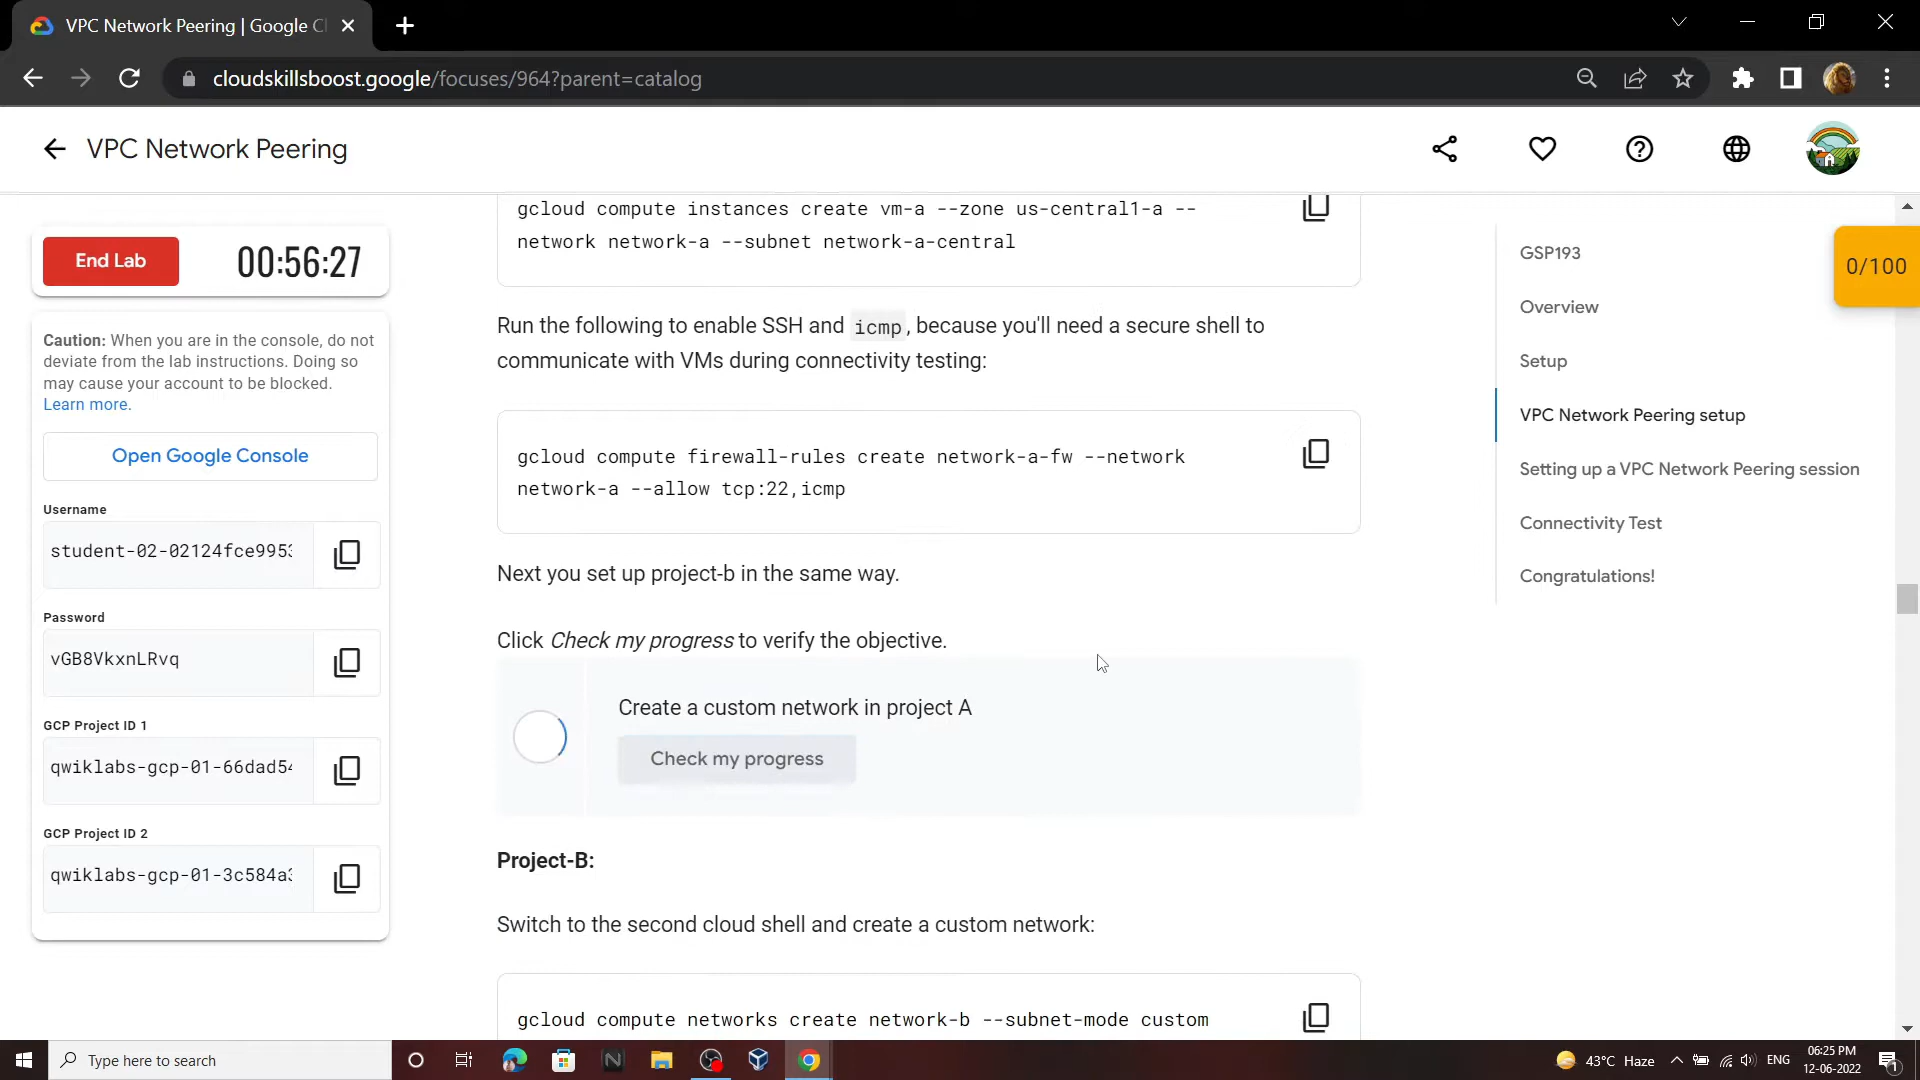 VPC Network Peering | Google Cl
cloudskillsboost.google/focuses/964?parent=catalog
VPC Network Peering
End Lab
00:56:27
Caution: When you are in the console, do not
deviate from the lab instructions. Doing so
may cause your account to be blocked.
Learn more.
Open Google Console
Username
student-02-02124fce995
Password
vGB8VkxnLRvq
GCP Project ID 1
qwiklabs-gcp-01-66dad54
GCP Project ID 2
qwiklabs-gcp-01-3c584a3
gcloud compute instances create vm-a --zone us-central1-a --
network network-a --subnet network-a-central
Run the following to enable SSH and icmp, because you'll need a secure shell to
communicate with VMs during connectivity testing:
gcloud compute firewall-rules create network-a-fw --network
network-a --allow tcp:22,icmp
Next you set up project-b in the same way.
Click Check my progress to verify the objective.
Create a custom network in project A
Check my progress
Project-B:
Switch to the second cloud shell and create a custom network:
gcloud compute networks create network-b --subnet-mode custom
GSP193
Overview
Setup
VPC Network Peering setup
Setting up a VPC Network Peering session
Connectivity Test
Congratulations!
0/100
Type here to search
43°C Haze
ENG
06:25 PM
12-06-2022
1